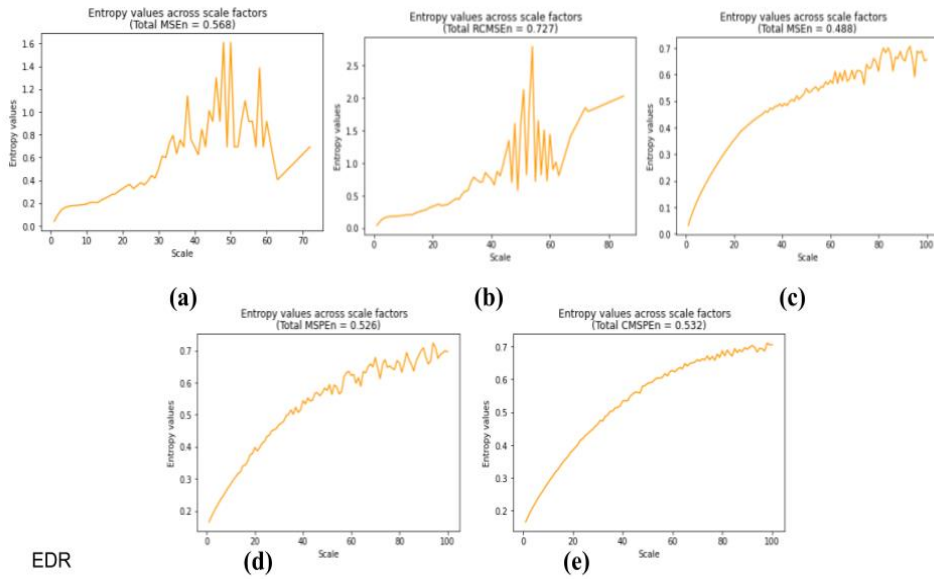 Entropy values across scale factors
(Total MSEn = 0.568)
1.6
1.4
1.2
1.0
0.8
0.6
0.4
0.2
0.0
Entropy values
0 10 20 30 40 50 60 70
Scale
(a)
Entropy values across scale factors
(Total RCMSEn = 0.727)
2.5
2.0
1.5
1.0
0.5
0.0
Entropy values
0 20 40 60 80
Scale
(b)
Entropy values across scale factors
(Total MSEn = 0.488)
0.7
0.6
0.5
0.4
0.3
0.2
0.1
0.0
Entropy values
0 20 40 60 80 100
Scale
(c)
Entropy values across scale factors
(Total MSPEn = 0.526)
0.7
0.6
0.5
0.4
0.3
0.2
Entropy values
0 20 40 60 80 100
Scale
(d)
Entropy values across scale factors
(Total CMSPEn = 0.532)
0.7
0.6
0.5
0.4
0.3
0.2
Entropy values
0 20 40 60 80 100
Scale
(e)
EDR